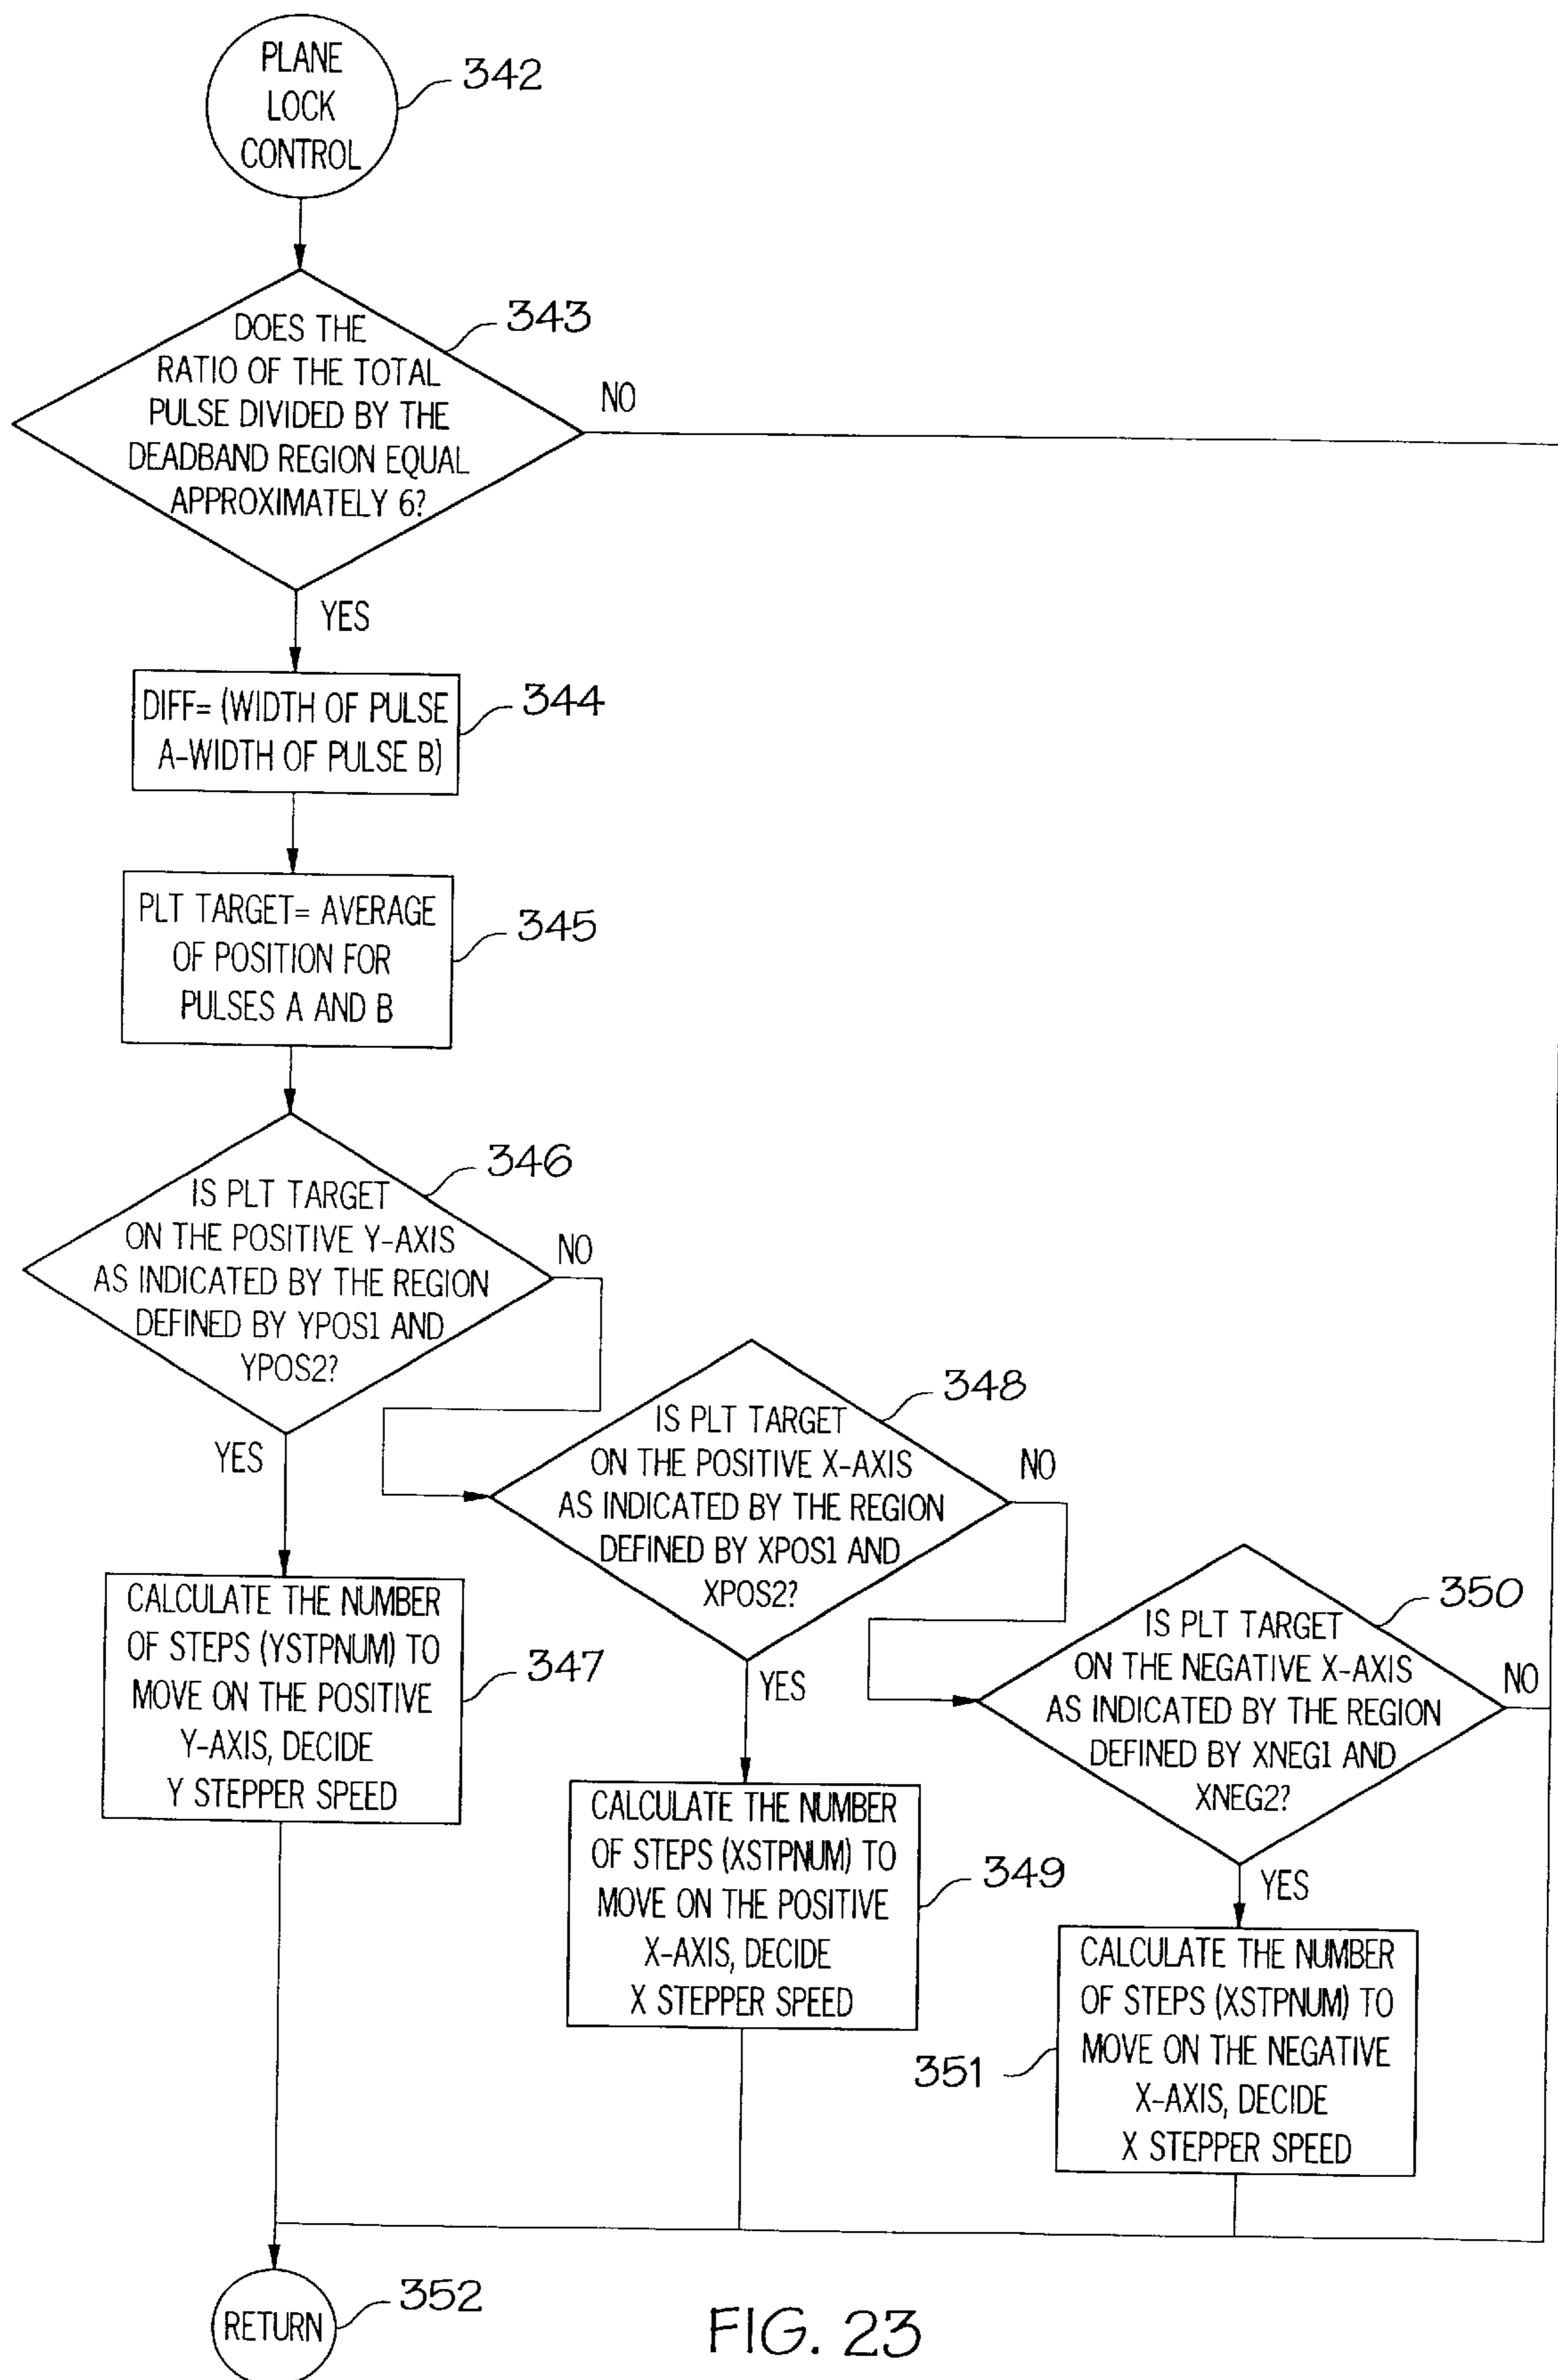 PLANE
LOCK
CONTROL
342
DOES THE
RATIO OF THE TOTAL
PULSE DIVIDED BY THE
DEADBAND REGION EQUAL
APPROXIMATELY 6?
343
NO
YES
DIFF= (WIDTH OF PULSE
A-WIDTH OF PULSE B)
344
PLT TARGET= AVERAGE
OF POSITION FOR
PULSES A AND B
345
IS PLT TARGET
ON THE POSITIVE Y-AXIS
AS INDICATED BY THE REGION
DEFINED BY YPOS1 AND
YPOS2?
346
NO
YES
CALCULATE THE NUMBER
OF STEPS (YSTPNUM) TO
MOVE ON THE POSITIVE
Y-AXIS, DECIDE
Y STEPPER SPEED
347
IS PLT TARGET
ON THE POSITIVE X-AXIS
AS INDICATED BY THE REGION
DEFINED BY XPOS1 AND
XPOS2?
348
NO
YES
CALCULATE THE NUMBER
OF STEPS (XSTPNUM) TO
MOVE ON THE POSITIVE
X-AXIS, DECIDE
X STEPPER SPEED
349
IS PLT TARGET
ON THE NEGATIVE X-AXIS
AS INDICATED BY THE REGION
DEFINED BY XNEG1 AND
XNEG2?
350
NO
YES
CALCULATE THE NUMBER
OF STEPS (XSTPNUM) TO
MOVE ON THE NEGATIVE
X-AXIS, DECIDE
X STEPPER SPEED
351
RETURN
352
FIG. 23